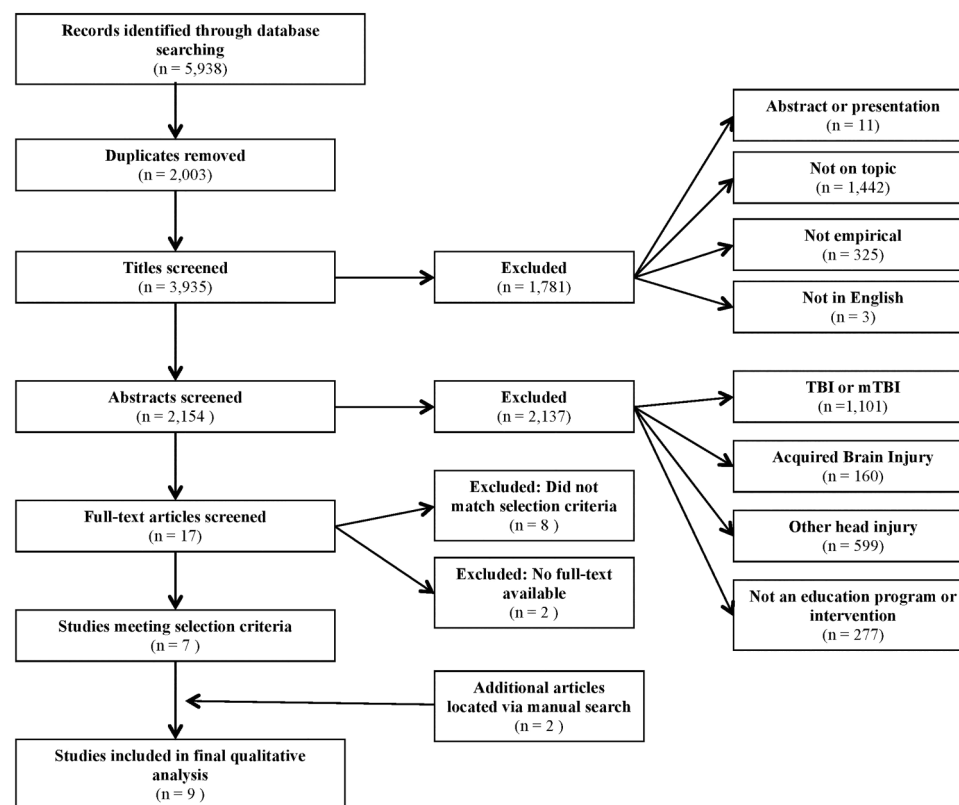 Records identified through database
searching
(n = 5,938)
Duplicates removed
(n = 2,003)
Titles screened
(n = 3,935)
Excluded
(n = 1,781)
Abstract or presentation
(n = 11)
Not on topic
(n = 1,442)
Not empirical
(n = 325)
Not in English
(n = 3)
Abstracts screened
(n = 2,154 )
Excluded
(n = 2,137)
TBI or mTBI
(n =1,101)
Acquired Brain Injury
(n = 160)
Other head injury
(n = 599)
Not an education program or
intervention
(n = 277)
Full-text articles screened
(n = 17)
Excluded: Did not
match selection criteria
(n = 8 )
Excluded: No full-text
available
(n = 2 )
Studies meeting selection criteria
(n = 7 )
Additional articles
located via manual search
(n = 2 )
Studies included in final qualitative
analysis
(n = 9 )